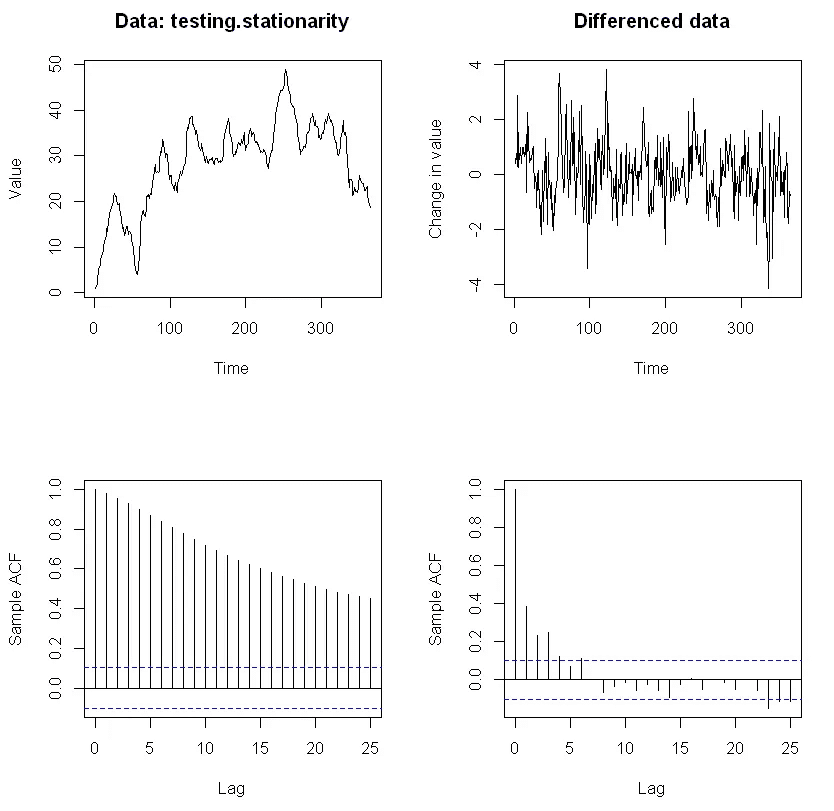 Data: testing.stationarity
Differenced data
Value
50
40
30
20
10
0
0 100 200 300
Time
Change in value
4
2
0
-2
-4
0 100 200 300
Time
Sample ACF
1.0
0.8
0.6
0.4
0.2
0.0
0 5 10 15 20 25
Lag
Sample ACF
1.0
0.8
0.6
0.4
0.2
0.0
0 5 10 15 20 25
Lag